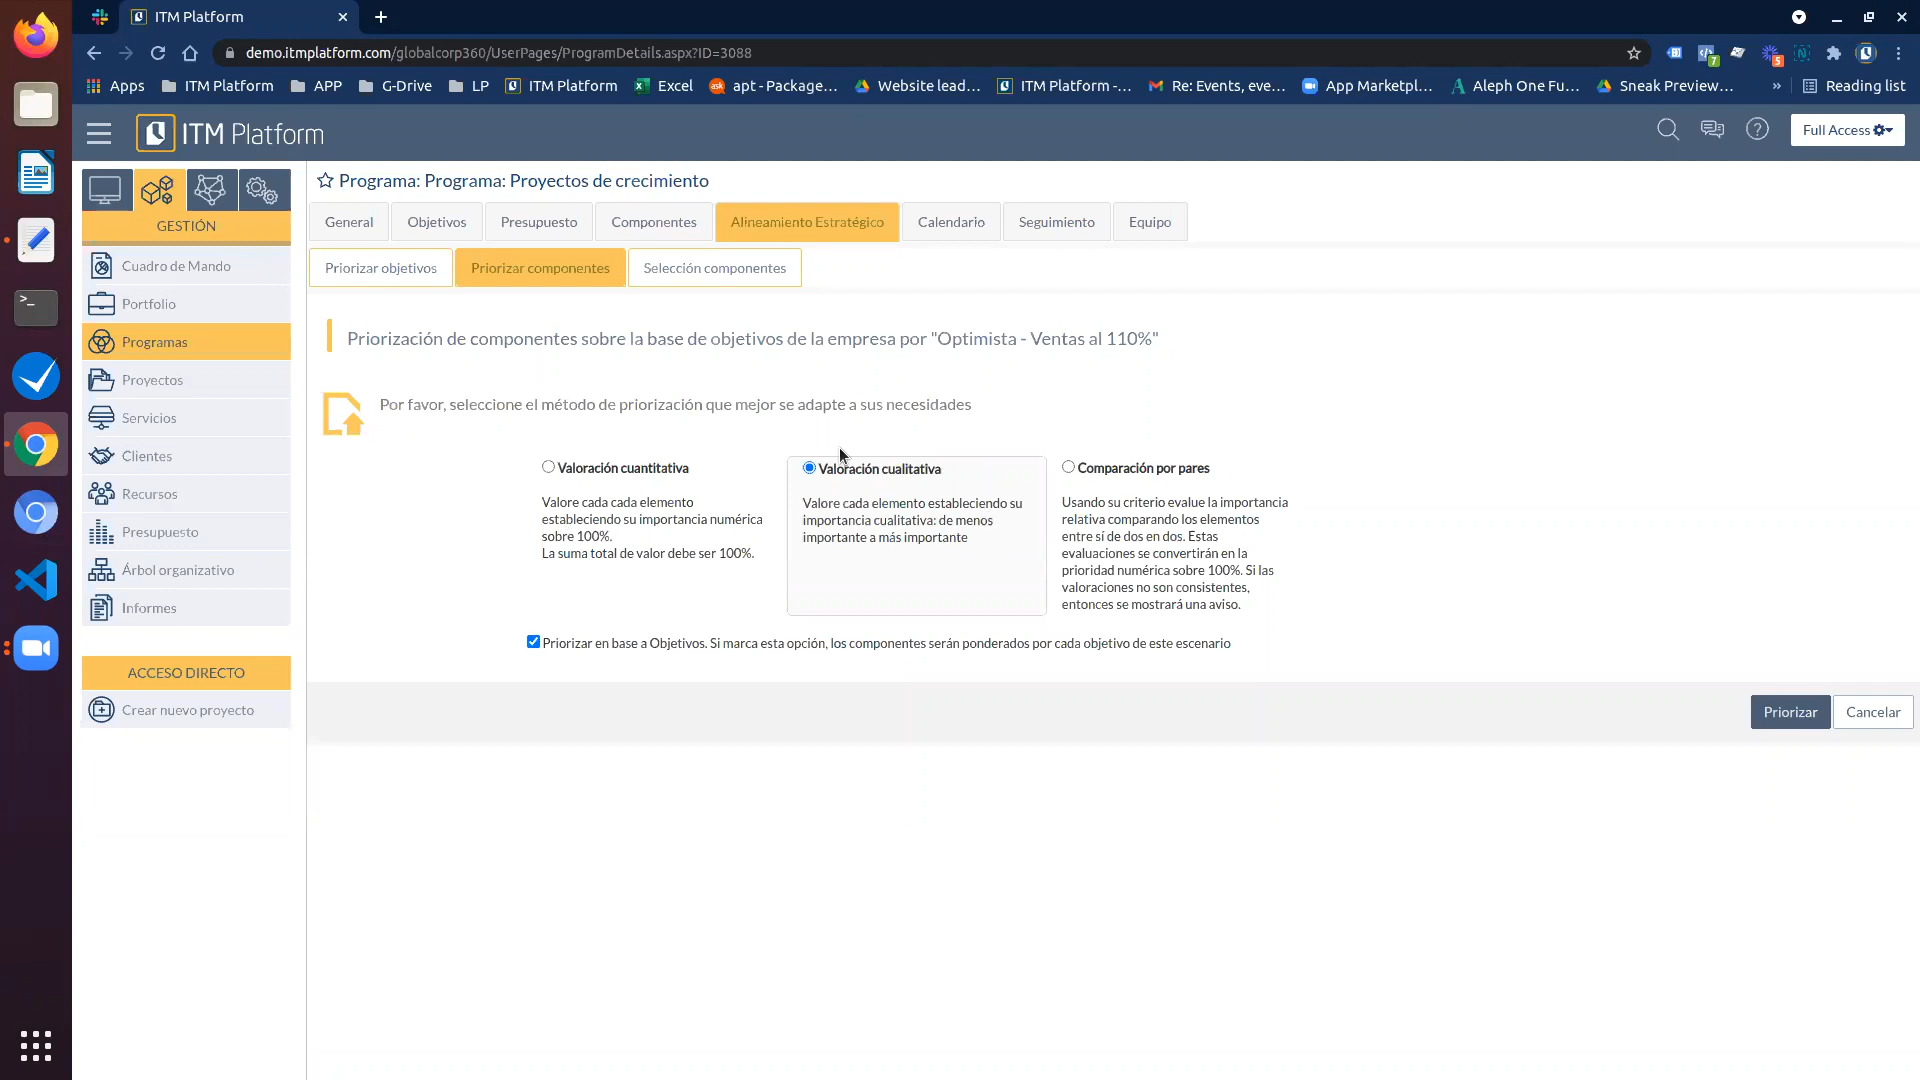 ITM Platform
demo.itmplatform.com/globalcorp360/UserPages/ProgramDetails.aspx?ID=3088
7
5
Apps
ITM Platform
APP
G-Drive
LP
ITM Platform
Excel
apt - Package...
Website lead...
ITM Platform -...
Re: Events, eve...
App Marketpl...
Aleph One Fu...
Sneak Preview...
»
Reading list
ITM Platform
Full Access
GESTIÓN
Cuadro de Mando
Portfolio
Programas
Proyectos
Servicios
Clientes
Recursos
Presupuesto
Árbol organizativo
Informes
ACCESO DIRECTO
Crear nuevo proyecto
Programa: Programa: Proyectos de crecimiento
General
Objetivos
Presupuesto
Componentes
Alineamiento Estratégico
Calendario
Seguimiento
Equipo
Priorizar objetivos
Priorizar componentes
Selección componentes
Priorización de componentes sobre la base de objetivos de la empresa por "Optimista - Ventas al 110%"
Por favor, seleccione el método de priorización que mejor se adapte a sus necesidades
Valoración cuantitativa
Valore cada cada elemento
estableciendo su importancia numérica
sobre 100%.
La suma total de valor debe ser 100%.
Valoración cualitativa
Valore cada elemento estableciendo su
importancia cualitativa: de menos
importante a más importante
Comparación por pares
Usando su criterio evalue la importancia
relativa comparando los elementos
entre sí de dos en dos. Estas
evaluaciones se convertirán en la
prioridad numérica sobre 100%. Si las
valoraciones no son consistentes,
entonces se mostrará una aviso.
Priorizar en base a Objetivos. Si marca esta opción, los componentes serán ponderados por cada objetivo de este escenario
Priorizar
Cancelar